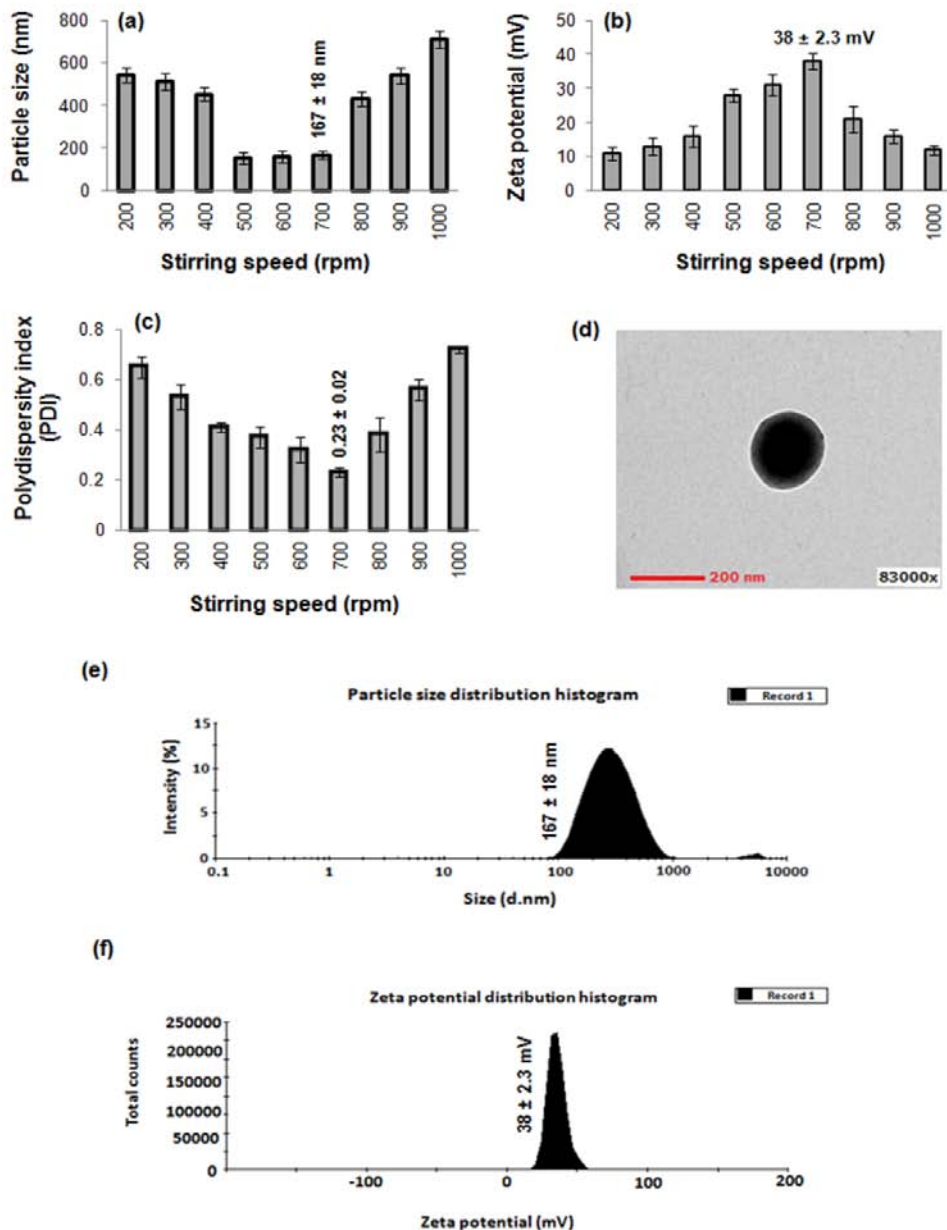 (a)
Particle size (nm)
800
600
400
200
0
167 ± 18 nm
200
300
400
500
600
700
800
900
1000
Stirring speed (rpm)
(b)
Zeta potential (mV)
50
40
30
20
10
0
38 ± 2.3 mV
200
300
400
500
600
700
800
900
1000
Stirring speed (rpm)
(c)
Polydispersity index
(PDI)
0.8
0.6
0.4
0.2
0
0.23 ± 0.02
200
300
400
500
600
700
800
900
1000
Stirring speed (rpm)
(d)
200 nm
83000x
(e)
Particle size distribution histogram
Record 1
Intensity (%)
15
10
5
0
167 ± 18 nm
0.1
1
10
100
1000
10000
Size (d.nm)
(f)
Zeta potential distribution histogram
Record 1
Total counts
250000
200000
150000
100000
50000
0
38 ± 2.3 mV
-100
0
100
200
Zeta potential (mV)